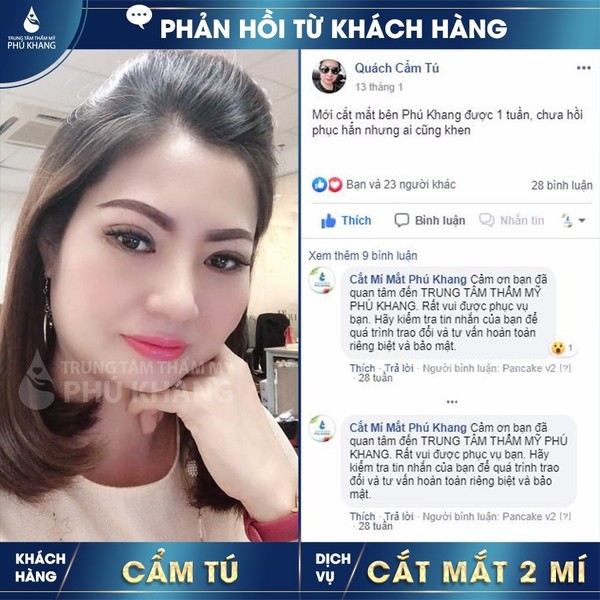 TRUNG TÂM THẨM MỸ
PHÚ KHANG
PHẢN HỒI TỪ KHÁCH HÀNG
Quách Cẩm Tú
13 tháng 1
Mới cắt mắt bên Phú Khang được 1 tuần, chưa hồi
phục hẳn nhưng ai cũng khen
Bạn và 23 người khác
28 bình luận
Thích
Bình luận
Nhắn tin
Xem thêm 9 bình luận
Cắt Mí Mắt Phú Khang Cảm ơn bạn đã
quan tâm đến TRUNG TÂM THẨM MỸ
PHÚ KHANG. Rất vui được phục vụ
bạn. Hãy kiểm tra tin nhắn của bạn để
quá trình trao đổi và tư vấn hoàn toàn
riêng biệt và bảo mật.
1
Thích · Trả lời · Người bình luận: Pancake v2 [?]
· 28 tuần
Cắt Mí Mắt Phú Khang Cảm ơn bạn đã
quan tâm đến TRUNG TÂM THẨM MỸ PHÚ
KHANG. Rất vui được phục vụ bạn. Hãy
kiểm tra tin nhắn của bạn để quá trình trao
đổi và tư vấn hoàn toàn riêng biệt và bảo
mật.
Thích · Trả lời · Người bình luận: Pancake v2 [?]
· 28 tuần
TRUNG TÂM THẨM MỸ
PHÚ KHANG
KHÁCH
HÀNG
CẨM TÚ
DỊCH
VỤ
CẮT MẮT 2 MÍ